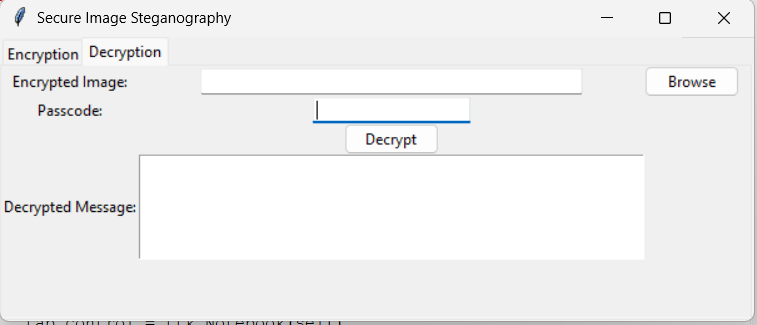 Secure Image Steganography
Encryption Decryption
Encrypted Image: Browse
Passcode:
Decrypt
Decrypted Message: